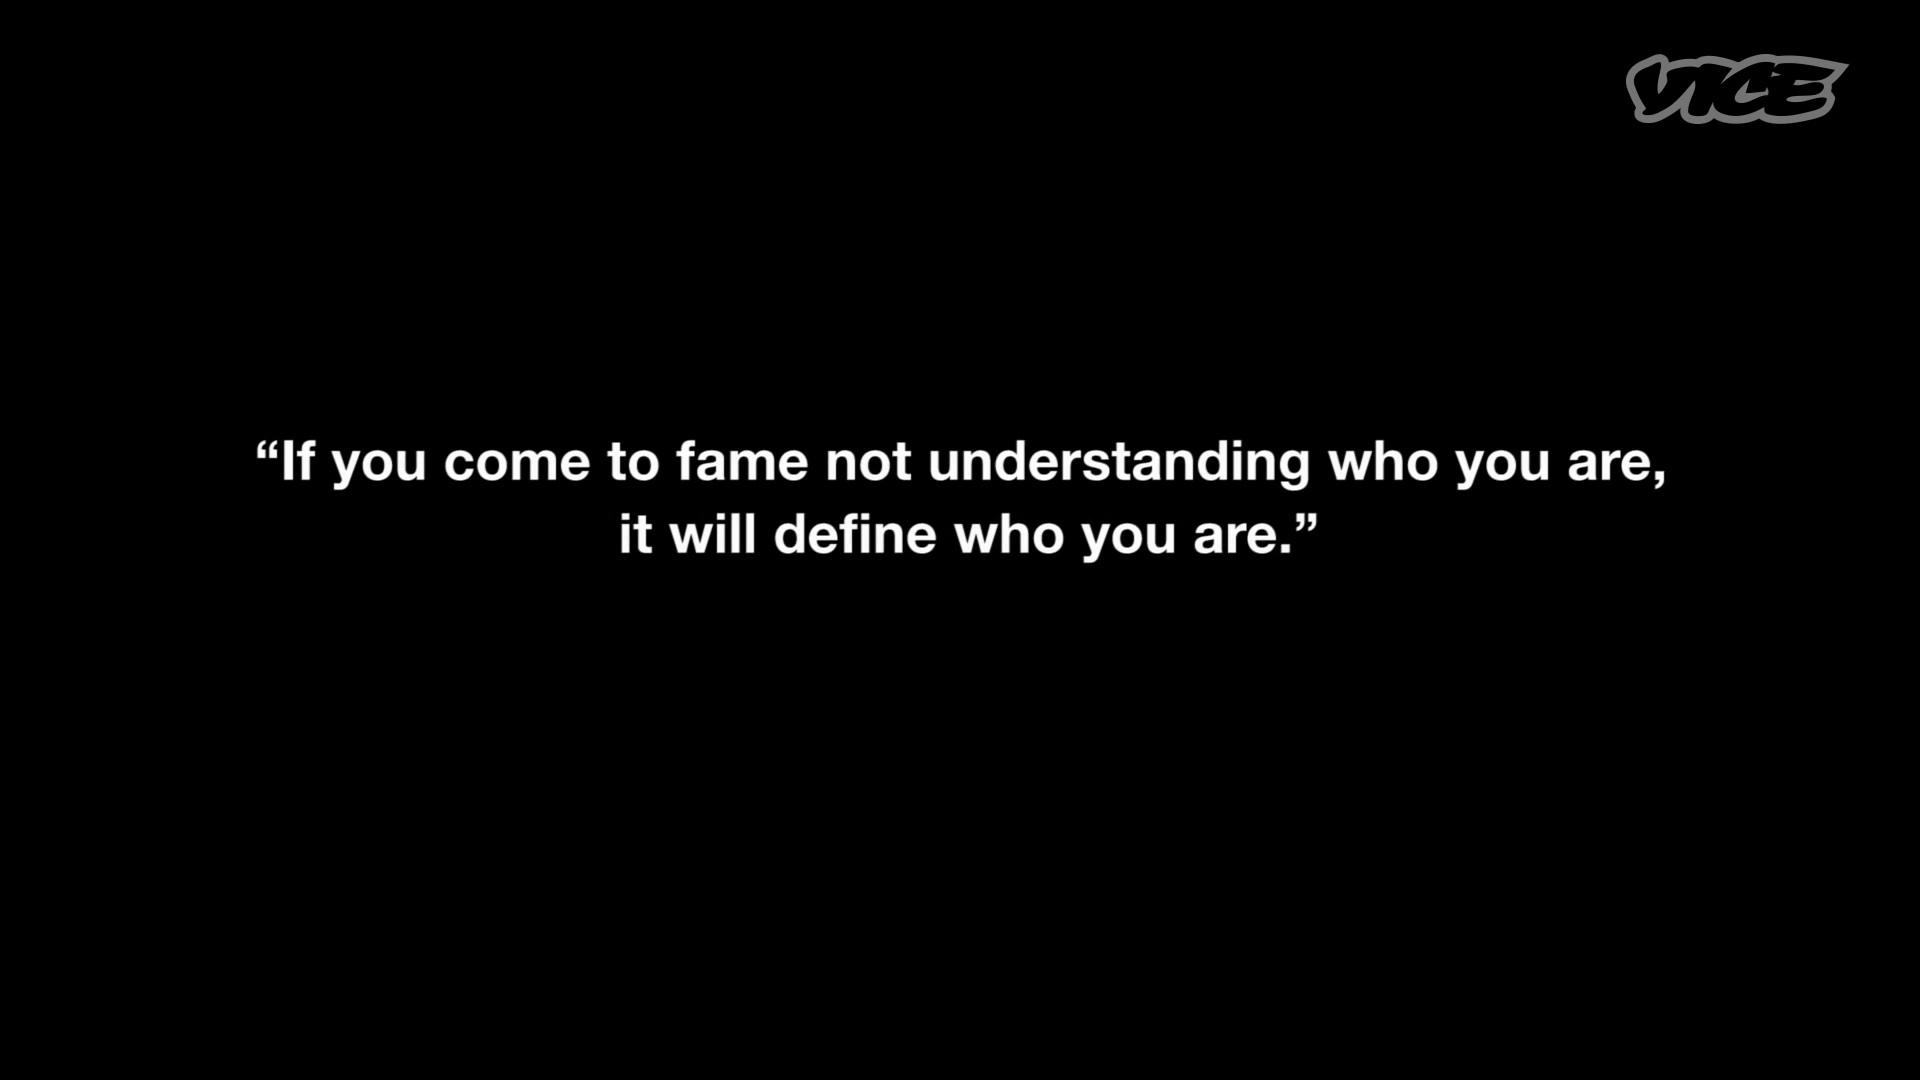 VICE
“If you come to fame not understanding who you are,
it will define who you are.”